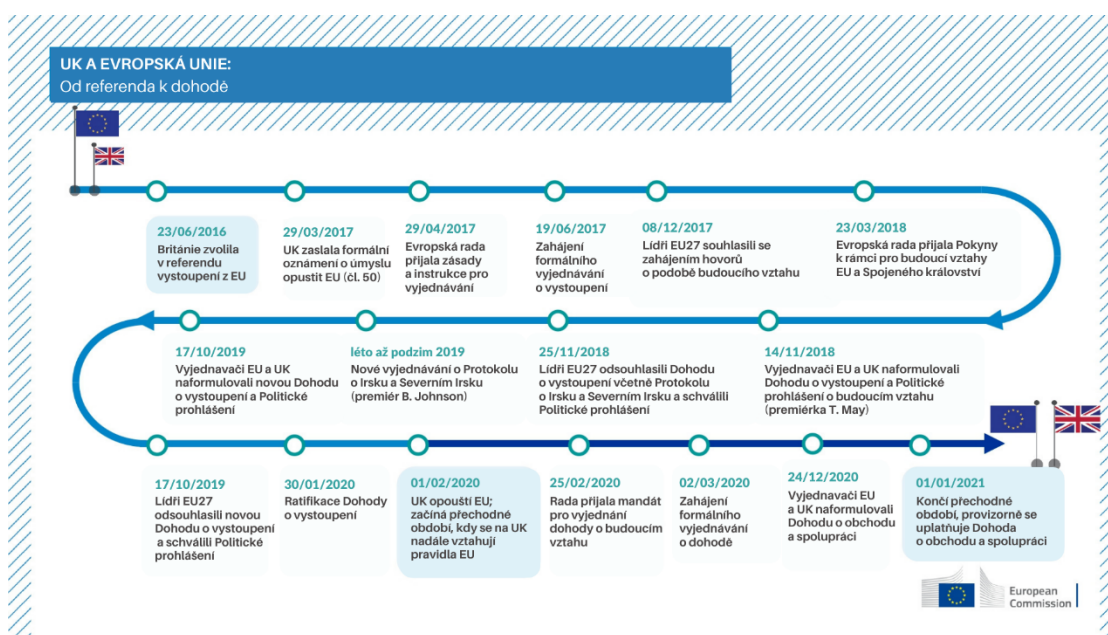 UK A EVROPSKÁ UNIE:
Od referenda k dohodě
23/06/2016
Británie zvolila
v referendu
vystoupení z EU
29/03/2017
UK zaslala formální
oznámení o úmyslu
opustit EU (čl. 50)
29/04/2017
Evropská rada
přijala zásady
a instrukce pro
vyjednávání
19/06/2017
Zahájení
formálního
vyjednávání
o vystoupení
08/12/2017
Lídři EU27 souhlasili se
zahájením hovorů
o podobě budoucího vztahu
23/03/2018
Evropská rada přijala Pokyny
k rámci pro budoucí vztahy
EU a Spojeného království
17/10/2019
Vyjednavači EU a UK
naformulovali novou Dohodu
o vystoupení a Politické
prohlášení
léto až podzim 2019
Nové vyjednávání o Protokolu
o Irsku a Severním Irsku
(premiér B. Johnson)
25/11/2018
Lídři EU27 odsouhlasili Dohodu
o vystoupení včetně Protokolu
o Irsku a Severním Irsku a schválili
Politické prohlášení
14/11/2018
Vyjednavači EU a UK naformulovali
Dohodu o vystoupení a Politické
prohlášení o budoucím vztahu
(premiérka T. May)
17/10/2019
Lídři EU27
odsouhlasili novou
Dohodu o vystoupení
a schválili Politické
prohlášení
30/01/2020
Ratifikace Dohody
o vystoupení
01/02/2020
UK opouští EU;
začíná přechodné
období, kdy se na UK
nadále vztahují
pravidla EU
25/02/2020
Rada přijala mandát
pro vyjednání
dohody o budoucím
vztahu
02/03/2020
Zahájení
formálního
vyjednávání
o dohodě
24/12/2020
Vyjednavači EU
a UK naformulovali
Dohodu o obchodu
a spolupráci
01/01/2021
Končí přechodné
období, provizorně se
uplatňuje Dohoda
o obchodu a spolupráci
European
Commission